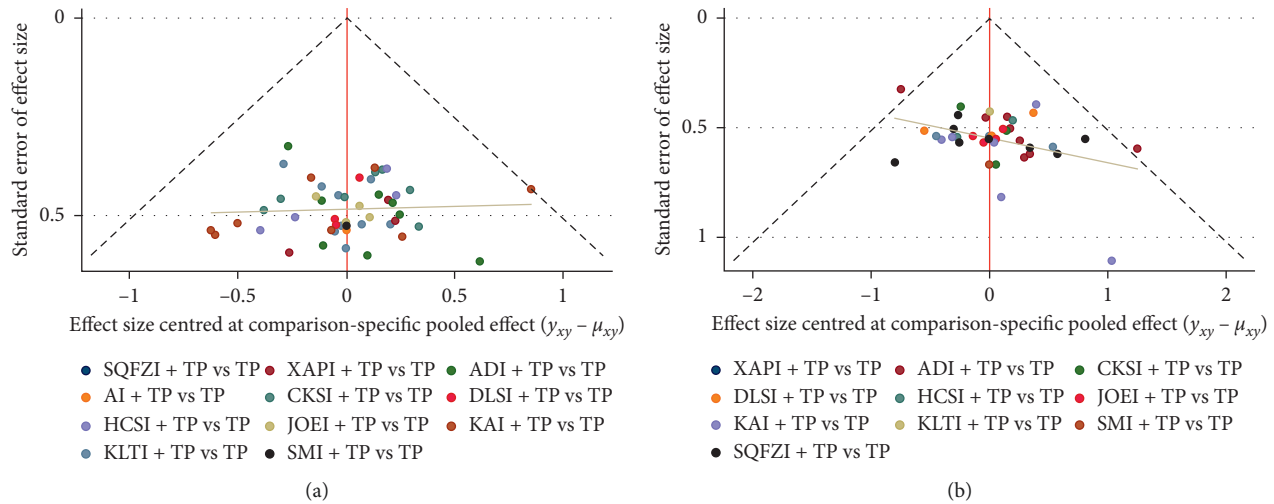 Standard error of effect size
0
0.5
−1
−0.5
0
0.5
1
Effect size centred at comparison-specific pooled effect (yxy – μxy)
SQFZI + TP vs TP XAPI + TP vs TP ADI + TP vs TP
AI + TP vs TP CKSI + TP vs TP DLSI + TP vs TP
HCSI + TP vs TP JOEI + TP vs TP KAI + TP vs TP
KLTI + TP vs TP SMI + TP vs TP
(a)
Standard error of effect size
0
0.5
1
−2
−1
0
1
2
Effect size centred at comparison-specific pooled effect (yxy – μxy)
XAPI + TP vs TP ADI + TP vs TP CKSI + TP vs TP
DLSI + TP vs TP HCSI + TP vs TP JOEI + TP vs TP
KAI + TP vs TP KLTI + TP vs TP SMI + TP vs TP
SQFZI + TP vs TP
(b)